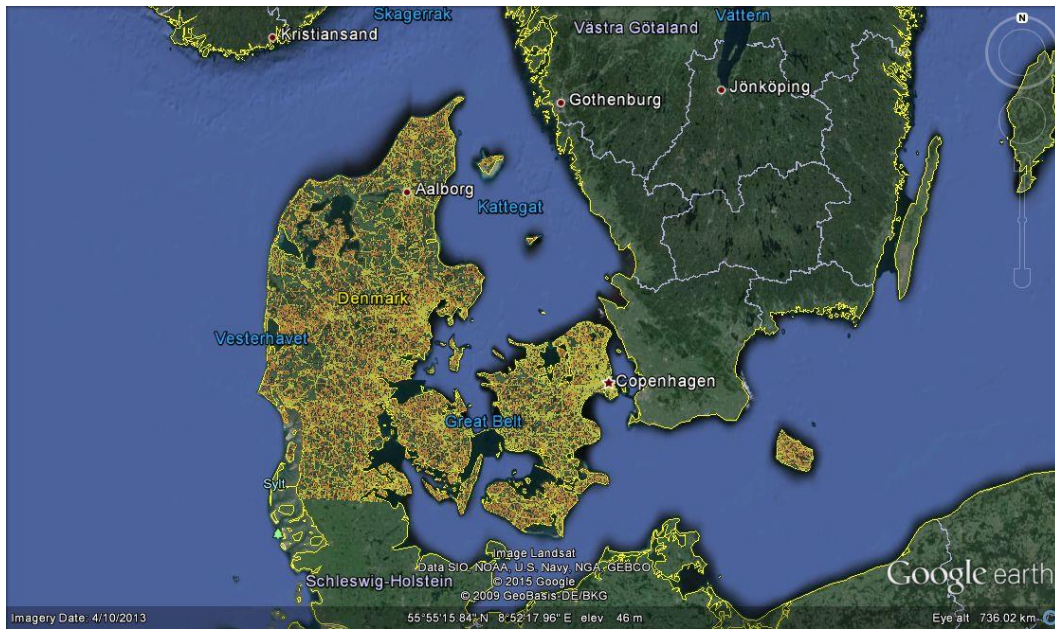 Skagerrak
Vättern
Kristiansand
Västra Götaland
N
Jönköping
Gothenburg
Aalborg
Kattegat
Denmark
Vesterhavet
Copenhagen
Great Belt
Sylt
Image Landsat
Data SIO, NOAA, U.S. Navy, NGA, GEBCO
Schleswig-Holstein
© 2015 Google
© 2009 GeoBasis-DE/BKG
Google earth
Imagery Date: 4/10/2013 55°55'15.84" N 8°52'17.96" E elev 46 m Eye alt 736.02 km